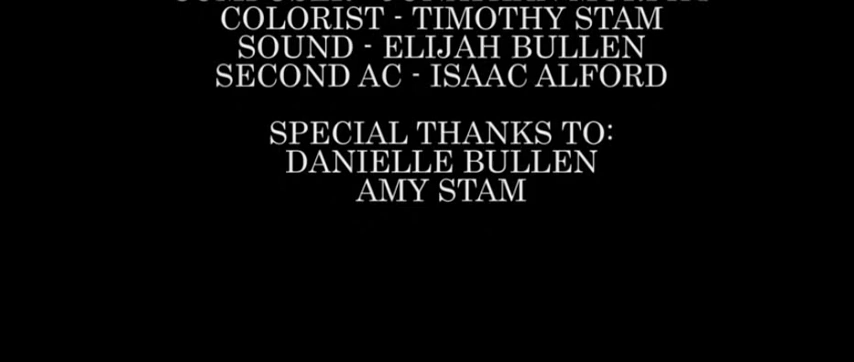 COLORIST - TIMOTHY STAM
SOUND - ELIJAH BULLEN
SECOND AC - ISAAC ALFORD
SPECIAL THANKS TO:
DANIELLE BULLEN
AMY STAM